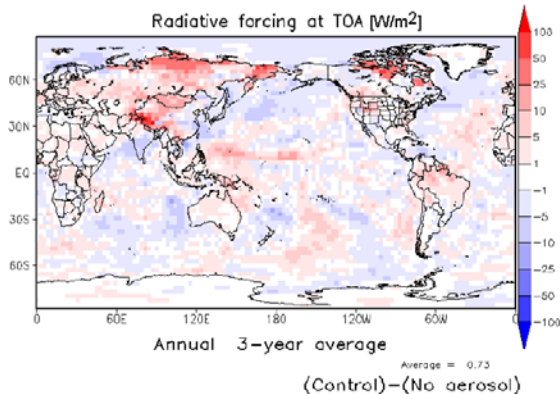 Radiative forcing at TOA [W/m2]
100
50
25
10
5
1
-1
-5
-10
-25
-50
-100
60N
30N
EQ
30S
60S
0 60E 120E 180 120W 60W 0
Annual 3-year average
Average = 0.73
(Control)-(No aerosol)